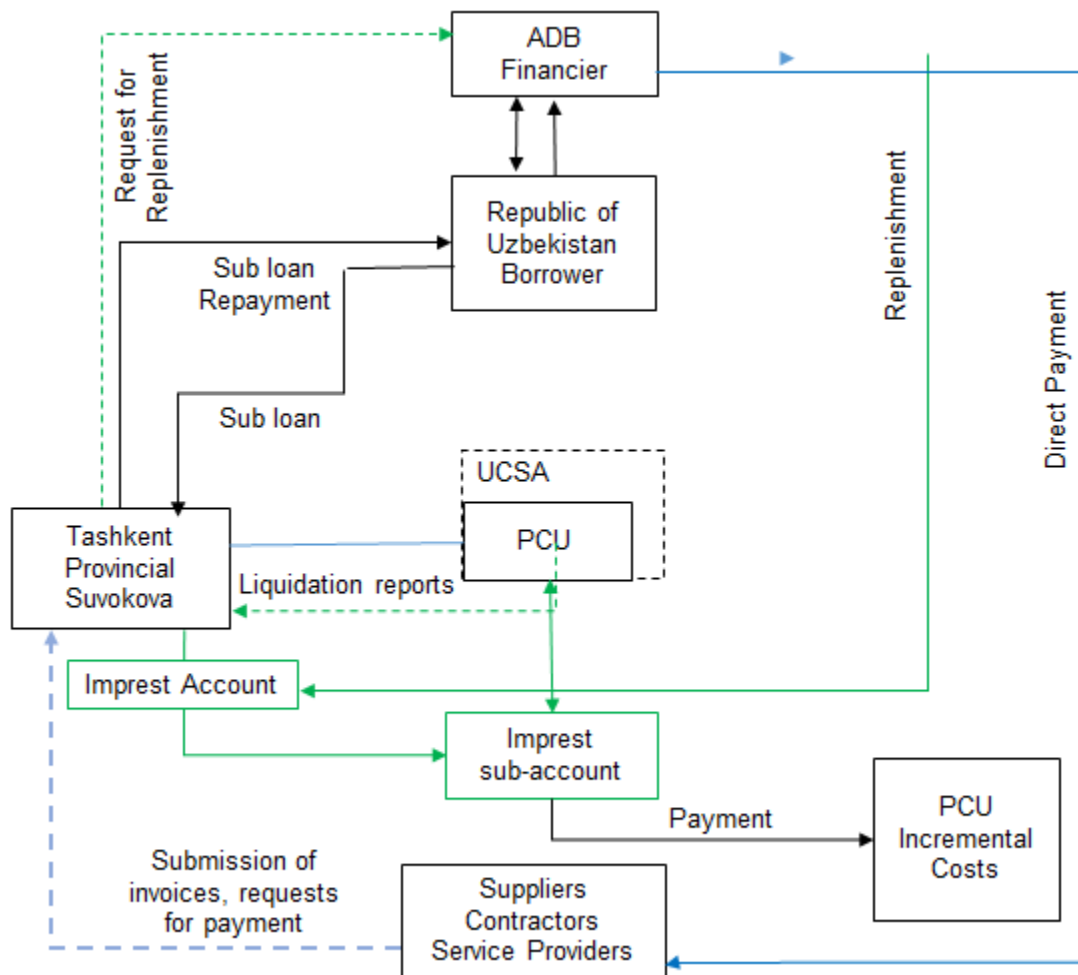 ADB
Financier
Request for
Replenishment
Replenishment
Direct Payment
Republic of
Uzbekistan
Borrower
Sub loan
Repayment
Sub loan
UCSA
PCU
Tashkent
Provincial
Suvokova
Liquidation reports
Imprest Account
Imprest
sub-account
Payment
PCU
Incremental
Costs
Submission of
invoices, requests
for payment
Suppliers
Contractors
Service Providers